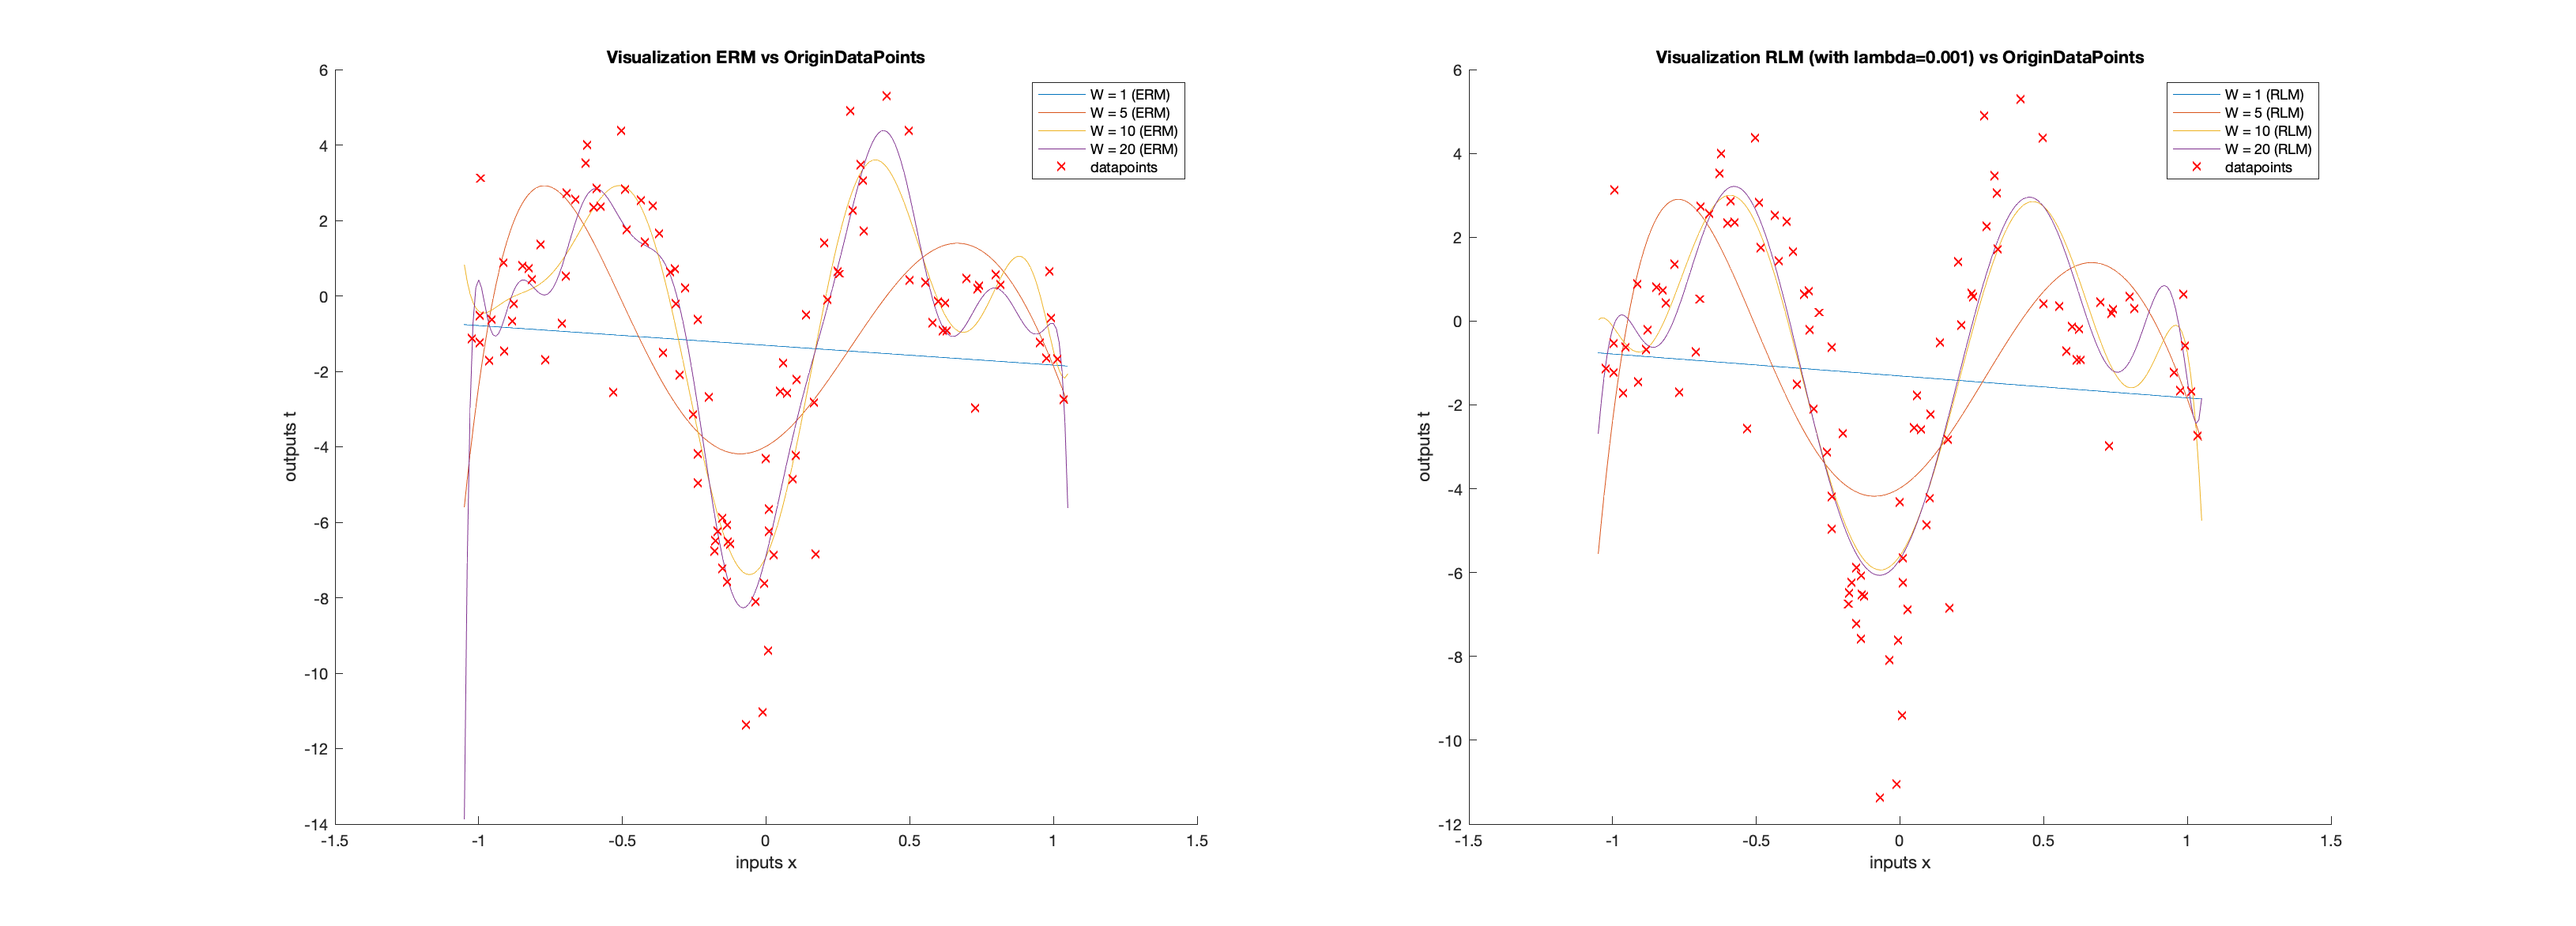 Visualization ERM vs OriginDataPoints
W = 1 (ERM)
W = 5 (ERM)
W = 10 (ERM)
W = 20 (ERM)
datapoints
6
4
2
0
-2
-4
-6
-8
-10
-12
-14
outputs t
-1.5
-1
-0.5
0
0.5
1
1.5
inputs x
Visualization RLM (with lambda=0.001) vs OriginDataPoints
W = 1 (RLM)
W = 5 (RLM)
W = 10 (RLM)
W = 20 (RLM)
datapoints
6
4
2
0
-2
-4
-6
-8
-10
-12
outputs t
-1.5
-1
-0.5
0
0.5
1
1.5
inputs x